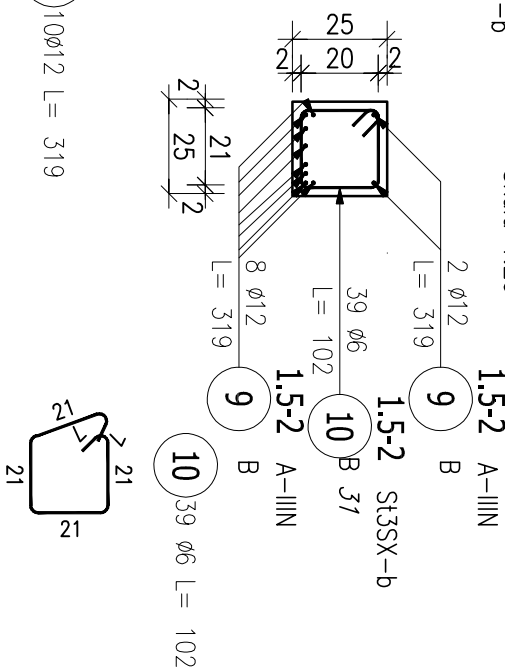 -b
25
2 20 2
2 21 2
25
10ø12 L= 319
2 ø12
L= 319
9
1.5-2 A-IIIN
B
39 ø6
L= 102
10
1.5-2 St3SX-b
B 31
8 ø12
L= 319
9
1.5-2 A-IIIN
B
10
39 ø6 L= 102
21
7
21
21
21